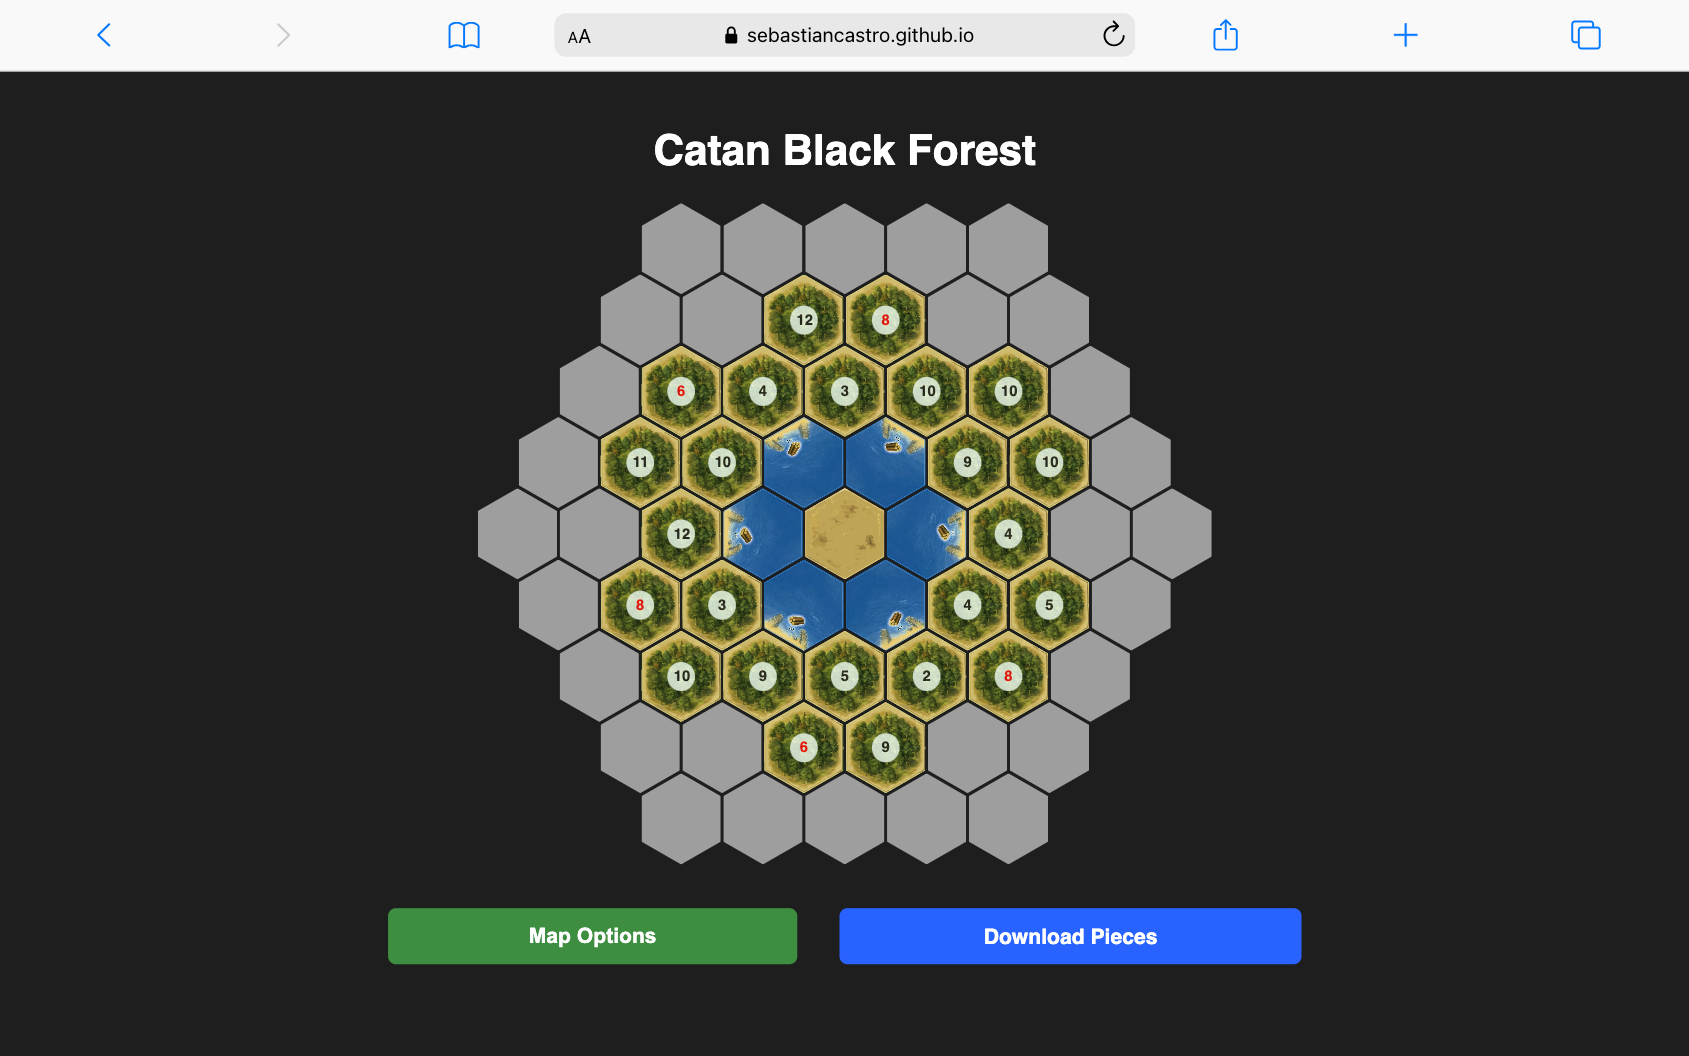 AA sebastiancastro.github.io
Catan Black Forest
12 8
6 4 3 10 10
11 10 9 10
12 4
8 3 4 5
10 9 5 2 8
6 9
Map Options Download Pieces